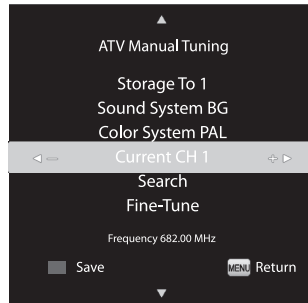 ATV Manual Tuning
Storage To 1
Sound System BG
Color System PAL
Current CH 1
Search
Fine-Tune
Frequency 682.00 MHz
Save MENU Return